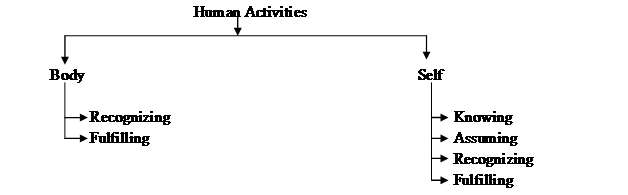 Human Activities
Body
Self
Recognizing
Fulfilling
Knowing
Assuming
Recognizing
Fulfilling